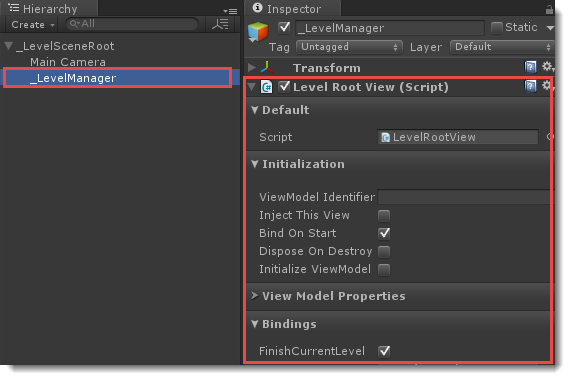 Hierarchy
Create
All
_LevelSceneRoot
Main Camera
_LevelManager
Inspector
_LevelManager
Static
Tag Untagged Layer Default
Transform
Level Root View (Script)
Default
Script LevelRootView
Initialization
ViewModel Identifier
Inject This View
Bind On Start
Dispose On Destroy
Initialize ViewModel
View Model Properties
Bindings
FinishCurrentLevel